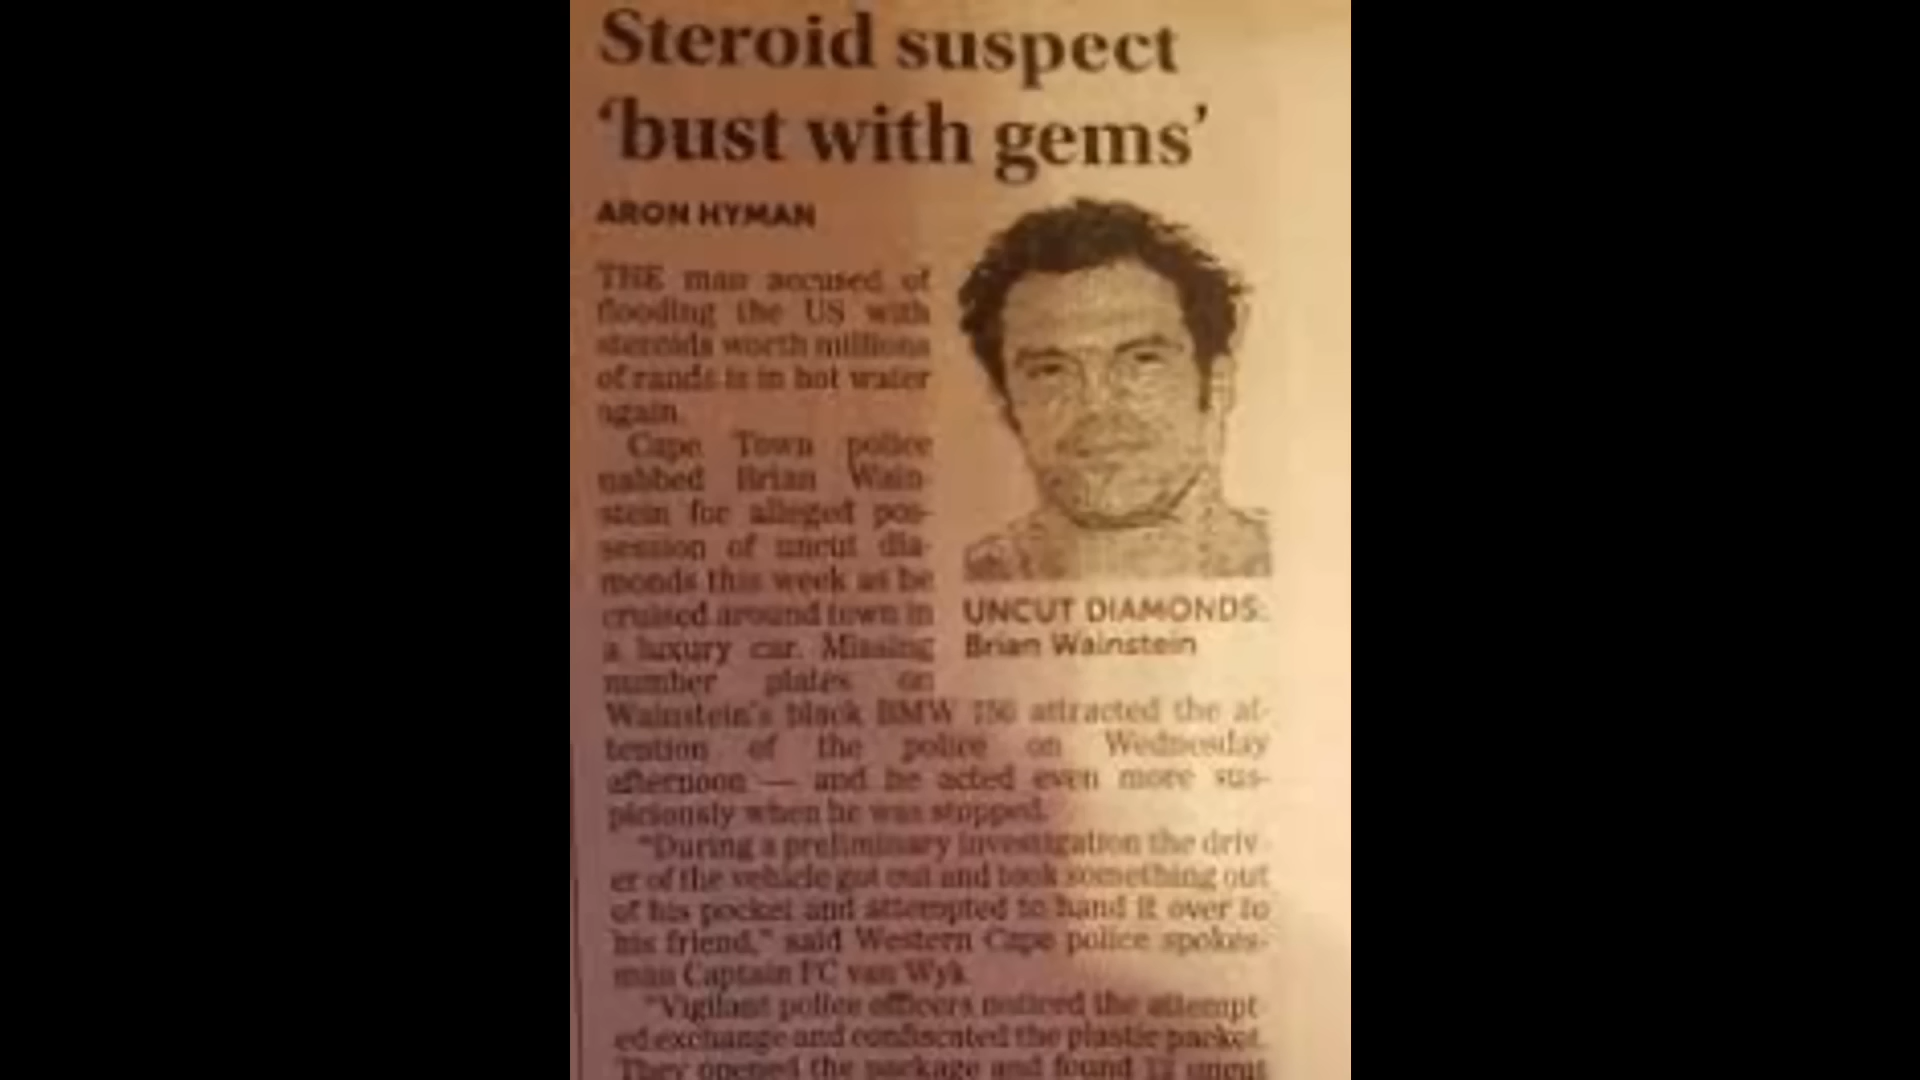 Steroid suspect
‘bust with gems’
ARON HYMAN
THE man accused of
flooding the US with
steroids worth millions
of rands is in hot water
again.
Cape Town police
nabbed Brian Wain-
stein for alleged pos-
session of uncut dia-
monds this week as he
cruised around town in
a luxury car. Missing
number plates on
UNCUT DIAMONDS:
Brian Wainstein
Wainstein's black BMW attracted the at-
tention of the police on Wednesday
afternoon — and he acted even more sus-
piciously when he was stopped.
“During a preliminary investigation the driv-
er of the vehicle got out and took something out
of his pocket and attempted to hand it over to
his friend,” said Western Cape police spokes-
man Captain FC van Wyk.
“Vigilant police officers noticed the attempt-
ed exchange and confiscated the plastic packet.
They opened the package and found 12 uncut